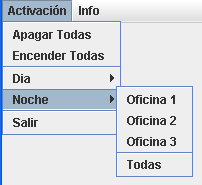 Activación Info
Apagar Todas
Encender Todas
Dia
Noche
Salir
Oficina 1
Oficina 2
Oficina 3
Todas